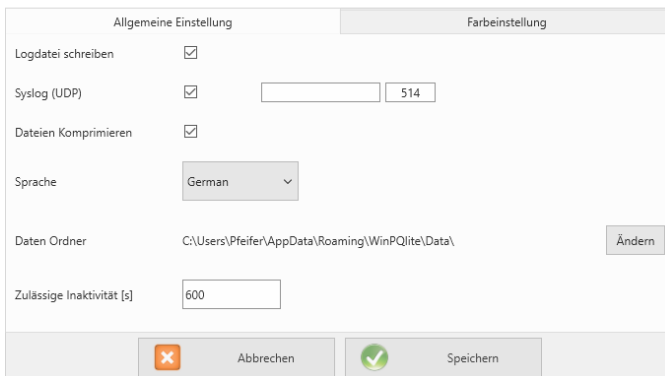 Allgemeine Einstellung Farbeinstellung
Logdatei schreiben
Syslog (UDP) 514
Dateien Komprimieren
Sprache German
Daten Ordner C:\Users\Pfeifer\AppData\Roaming\WinPQlite\Data\ Ändern
Zulässige Inaktivität [s] 600
Abbrechen Speichern